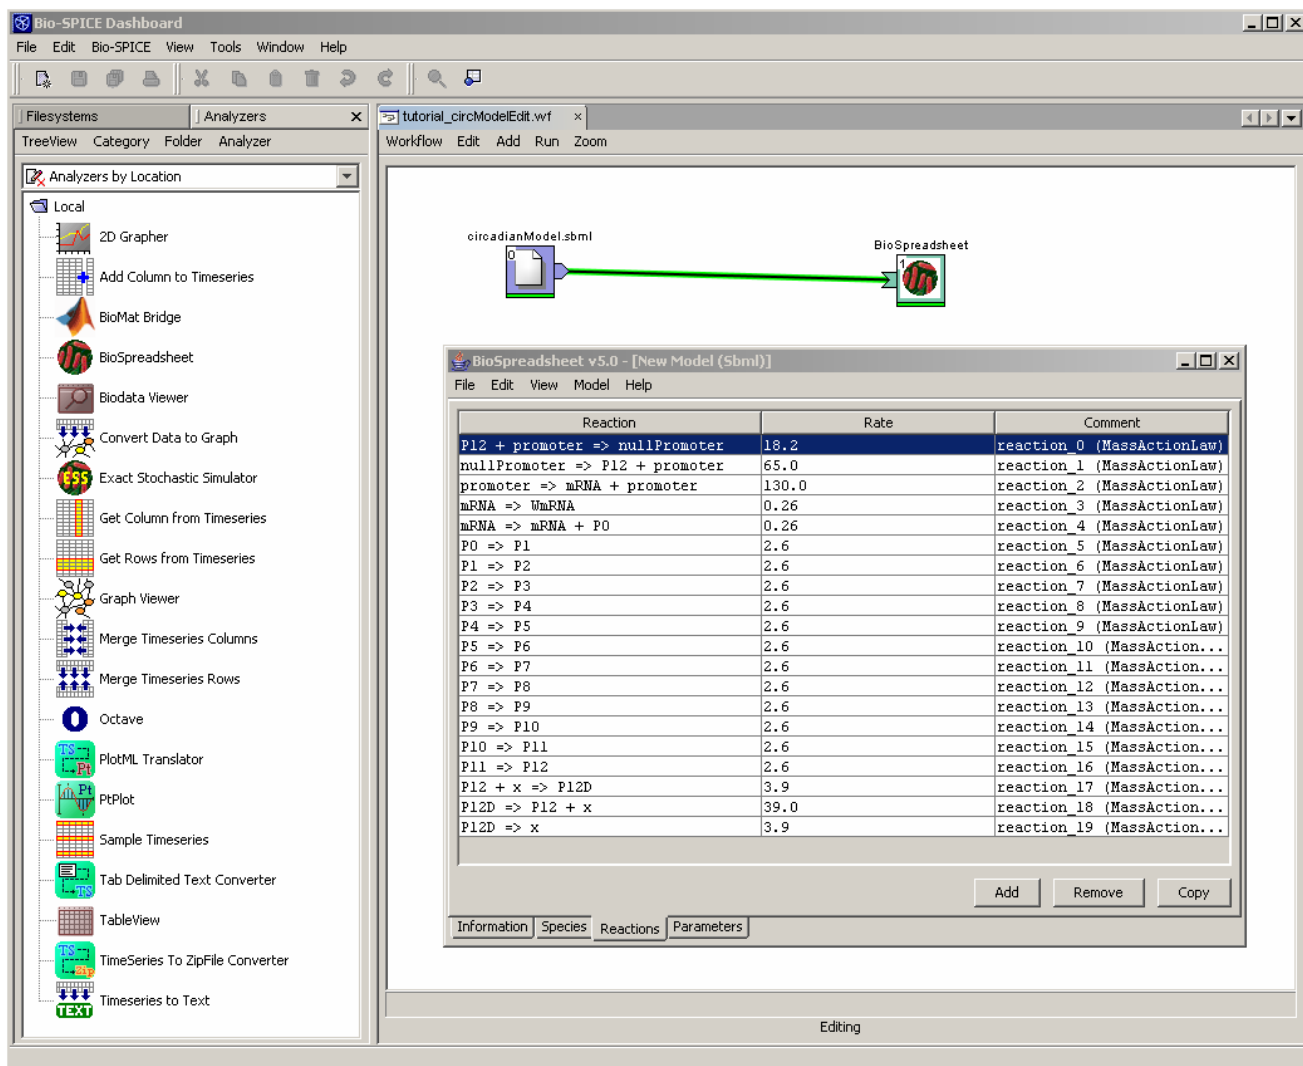 Bio-SPICE Dashboard
File Edit Bio-SPICE View Tools Window Help
Filesystems Analyzers
TreeView Category Folder Analyzer
Analyzers by Location
Local
2D Grapher
Add Column to Timeseries
BioMat Bridge
BioSpreadsheet
Biodata Viewer
Convert Data to Graph
ESS Exact Stochastic Simulator
Get Column from Timeseries
Get Rows from Timeseries
Graph Viewer
Merge Timeseries Columns
Merge Timeseries Rows
Octave
TS Pt PlotML Translator
Pt PtPlot
Sample Timeseries
TS Tab Delimited Text Converter
TableView
TS Zip TimeSeries To ZipFile Converter
TEXT Timeseries to Text
tutorial_circModelEdit.wf
Workflow Edit Add Run Zoom
circadianModel.sbml
0
BioSpreadsheet
1
BioSpreadsheet v5.0 - [New Model (Sbml)]
File Edit View Model Help
Reaction Rate Comment
P12 + promoter => nullPromoter 18.2 reaction_0 (MassActionLaw)
nullPromoter => P12 + promoter 65.0 reaction_1 (MassActionLaw)
promoter => mRNA + promoter 130.0 reaction_2 (MassActionLaw)
mRNA => WmRNA 0.26 reaction_3 (MassActionLaw)
mRNA => mRNA + P0 0.26 reaction_4 (MassActionLaw)
P0 => P1 2.6 reaction_5 (MassActionLaw)
P1 => P2 2.6 reaction_6 (MassActionLaw)
P2 => P3 2.6 reaction_7 (MassActionLaw)
P3 => P4 2.6 reaction_8 (MassActionLaw)
P4 => P5 2.6 reaction_9 (MassActionLaw)
P5 => P6 2.6 reaction_10 (MassAction...
P6 => P7 2.6 reaction_11 (MassAction...
P7 => P8 2.6 reaction_12 (MassAction...
P8 => P9 2.6 reaction_13 (MassAction...
P9 => P10 2.6 reaction_14 (MassAction...
P10 => P11 2.6 reaction_15 (MassAction...
P11 => P12 2.6 reaction_16 (MassAction...
P12 + x => P12D 3.9 reaction_17 (MassAction...
P12D => P12 + x 39.0 reaction_18 (MassAction...
P12D => x 3.9 reaction_19 (MassAction...
Add Remove Copy
Information Species Reactions Parameters
Editing